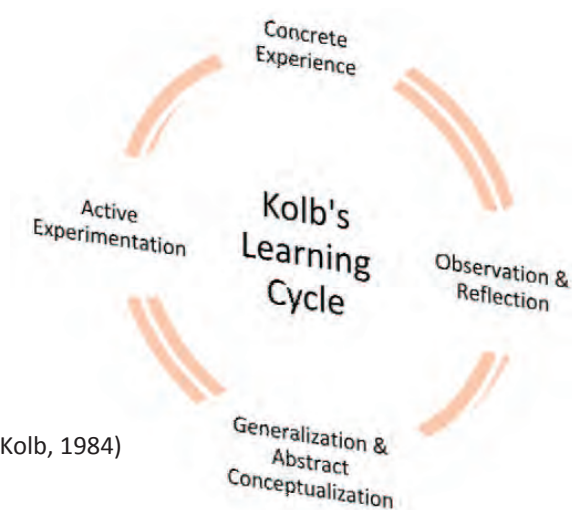 Concrete
Experience
Kolb's
Learning
Cycle
Active
Experimentation
Observation &
Reflection
Generalization &
Abstract
Conceptualization
Kolb, 1984)